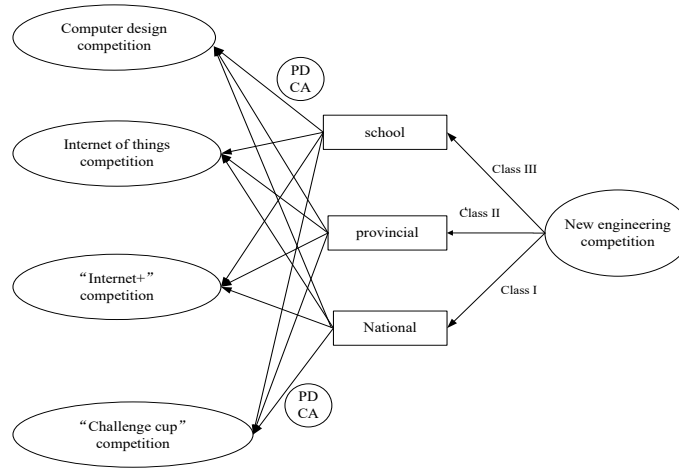 Computer design
competition
PD
CA
school
Internet of things
competition
Class III
provincial
Class II
New engineering
competition
“Internet+”
competition
Class I
National
PD
CA
“Challenge cup”
competition